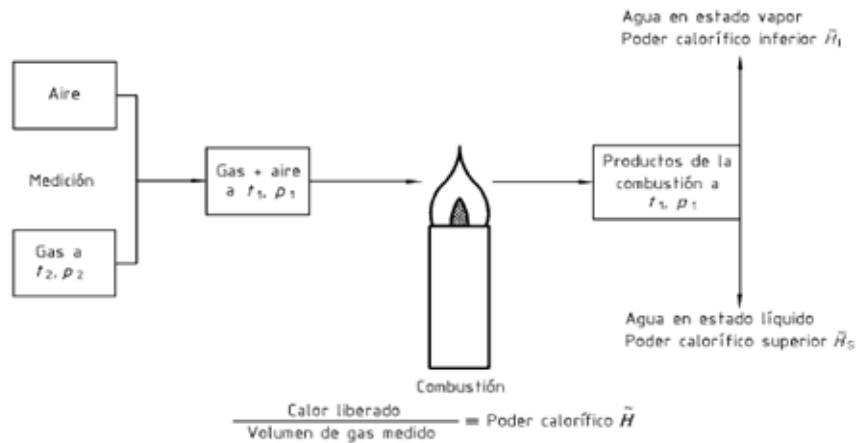 Aire
Medición
Gas a
t₂, p₂
Gas + aire
a t₁, p₁
Combustión
Productos de la
combustión a
t₁, p₁
Agua en estado vapor
Poder calorífico inferior H̃ᵢ
Agua en estado líquido
Poder calorífico superior H̃ₛ
Calor liberado
Volumen de gas medido
= Poder calorífico H̃